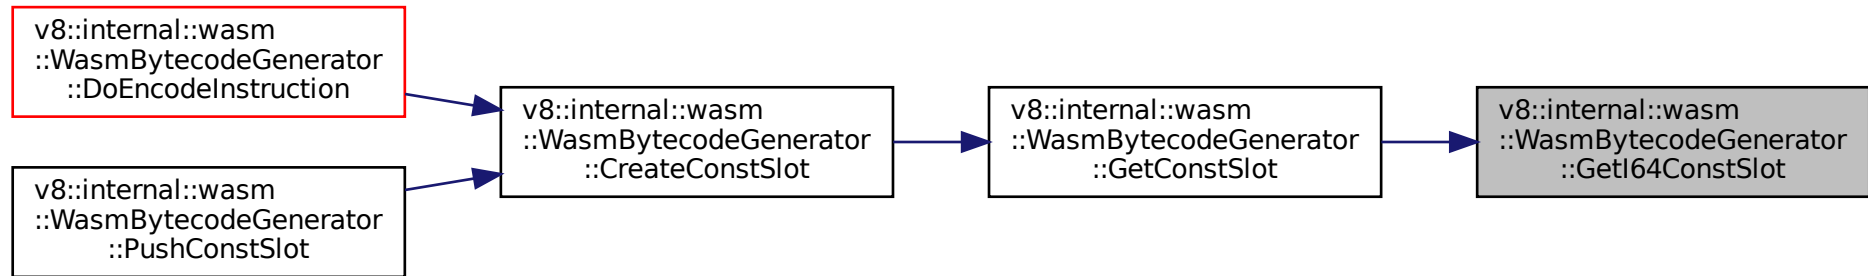 v8::internal::wasm
::WasmBytecodeGenerator
::DoEncodeInstruction
v8::internal::wasm
::WasmBytecodeGenerator
::PushConstSlot
v8::internal::wasm
::WasmBytecodeGenerator
::CreateConstSlot
v8::internal::wasm
::WasmBytecodeGenerator
::GetConstSlot
v8::internal::wasm
::WasmBytecodeGenerator
::GetI64ConstSlot